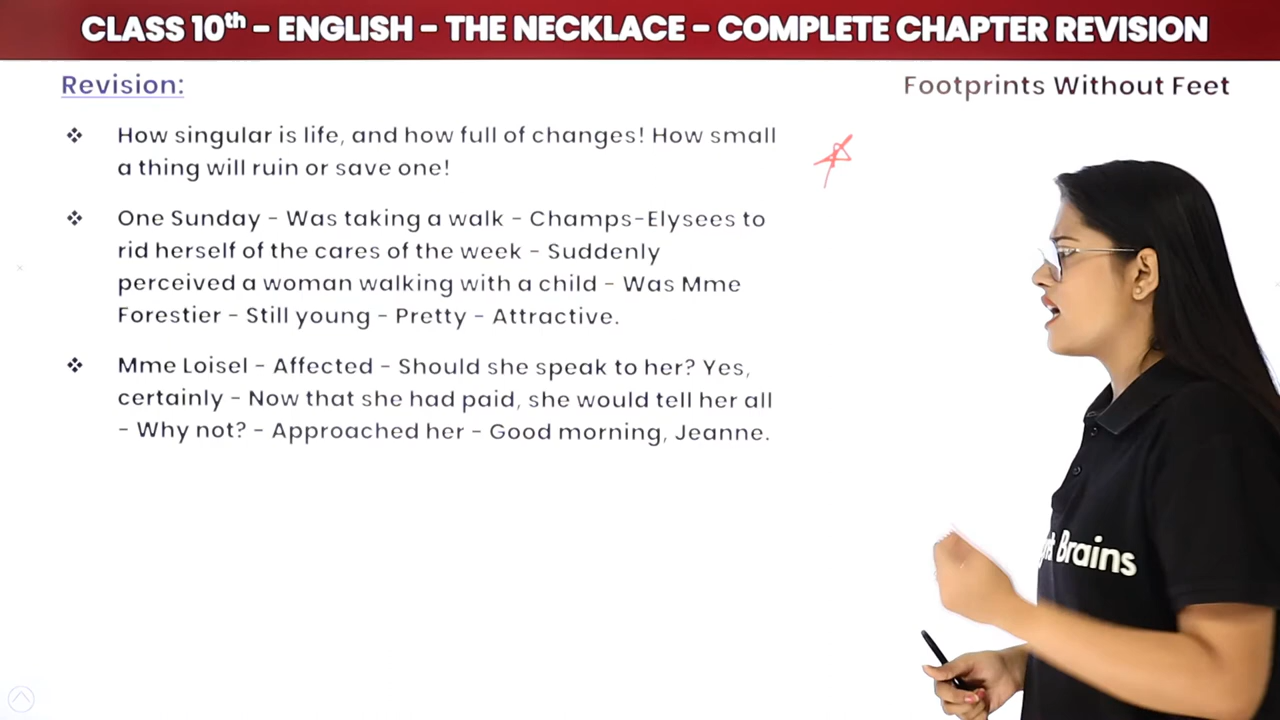 CLASS 10th - ENGLISH - THE NECKLACE - COMPLETE CHAPTER REVISION
Revision:
Footprints Without Feet
❖ How singular is life, and how full of changes! How small
a thing will ruin or save one!
❖ One Sunday - Was taking a walk - Champs-Elysees to
rid herself of the cares of the week - Suddenly
perceived a woman walking with a child - Was Mme
Forestier - Still young - Pretty - Attractive.
❖ Mme Loisel - Affected - Should she speak to her? Yes,
certainly - Now that she had paid, she would tell her all
- Why not? - Approached her - Good morning, Jeanne.
Brains